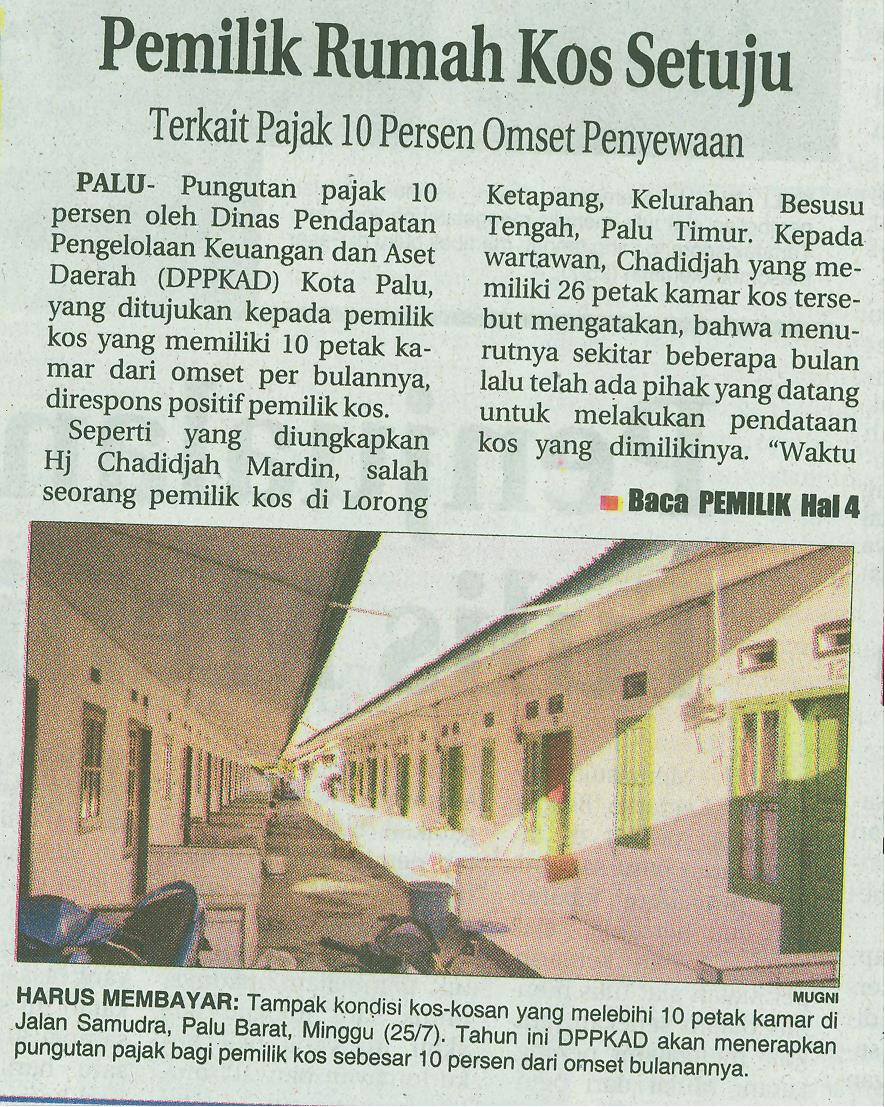 Pemilik Rumah Kos Setuju
Terkait Pajak 10 Persen Omset Penyewaan
PALU- Pungutan pajak 10
persen oleh Dinas Pendapatan
Pengelolaan Keuangan dan Aset
Daerah (DPPKAD) Kota Palu,
yang ditujukan kepada pemilik
kos yang memiliki 10 petak ka-
mar dari omset per bulannya,
direspons positif pemilik kos.
Seperti yang diungkapkan
Hj Chadidjah Mardin, salah
seorang pemilik kos di Lorong
Ketapang, Kelurahan Besusu
Tengah, Palu Timur. Kepada
wartawan, Chadidjah yang me-
miliki 26 petak kamar kos terse-
but mengatakan, bahwa menu-
rutnya sekitar beberapa bulan
lalu telah ada pihak yang datang
untuk melakukan pendataan
kos yang dimilikinya. “Waktu
Baca PEMILIK Hal 4
12
MUGNI
HARUS MEMBAYAR: Tampak kondisi kos-kosan yang melebihi 10 petak kamar di
Jalan Samudra, Palu Barat, Minggu (25/7). Tahun ini DPPKAD akan menerapkan
pungutan pajak bagi pemilik kos sebesar 10 persen dari omset bulanannya.